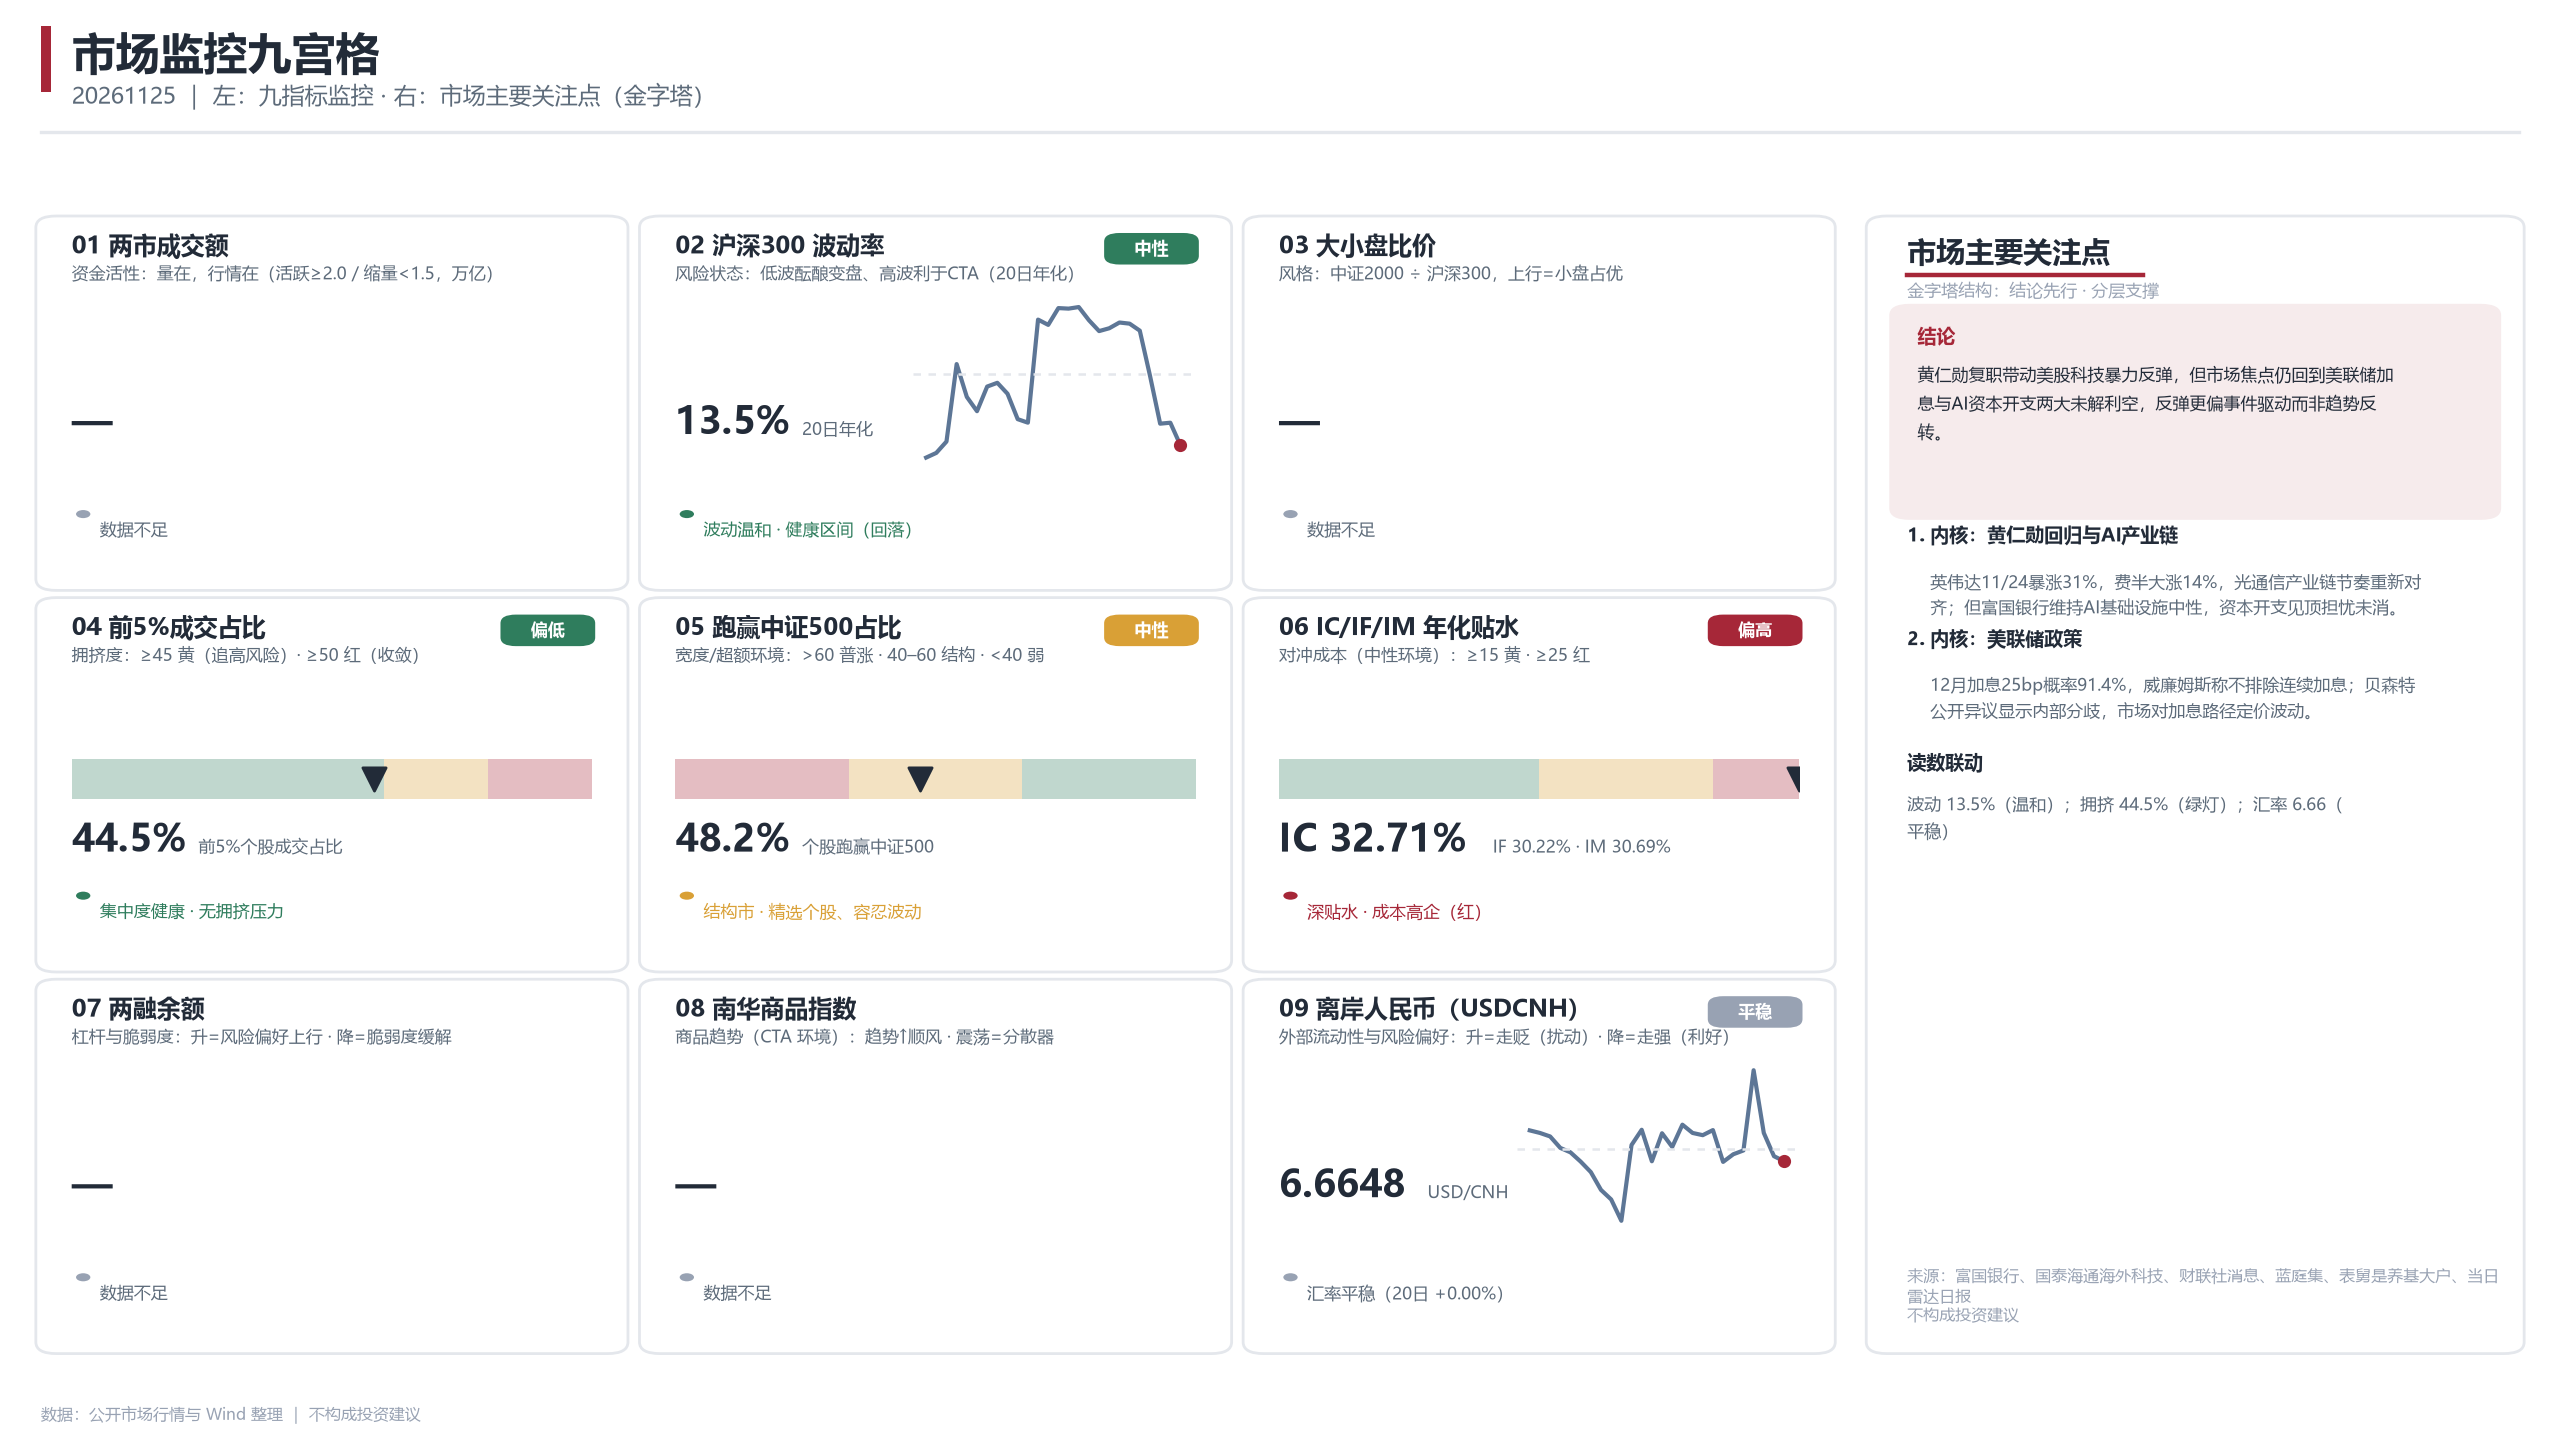 市场监控九宫格
20261125 | 左：九指标监控 · 右：市场主要关注点（金字塔）
01 两市成交额
资金活性：量在，行情在（活跃≥2.0 / 缩量<1.5，万亿）
—
数据不足
02 沪深300 波动率
中性
风险状态：低波酝酿变盘、高波利于CTA（20日年化）
13.5% 20日年化
波动温和 · 健康区间（回落）
03 大小盘比价
风格：中证2000 ÷ 沪深300，上行=小盘占优
—
数据不足
04 前5%成交占比
偏低
拥挤度：≥45 黄（追高风险）· ≥50 红（收敛）
44.5% 前5%个股成交占比
集中度健康 · 无拥挤压力
05 跑赢中证500占比
中性
宽度/超额环境：>60 普涨 · 40–60 结构 · <40 弱
48.2% 个股跑赢中证500
结构市 · 精选个股、容忍波动
06 IC/IF/IM 年化贴水
偏高
对冲成本（中性环境）：≥15 黄 · ≥25 红
IC 32.71% IF 30.22% · IM 30.69%
深贴水 · 成本高企（红）
07 两融余额
杠杆与脆弱度：升=风险偏好上行 · 降=脆弱度缓解
—
数据不足
08 南华商品指数
商品趋势（CTA 环境）：趋势↑顺风 · 震荡=分散器
—
数据不足
09 离岸人民币（USDCNH）
平稳
外部流动性与风险偏好：升=走贬（扰动）· 降=走强（利好）
6.6648 USD/CNH
汇率平稳（20日 +0.00%）
市场主要关注点
金字塔结构：结论先行 · 分层支撑
结论
黄仁勋复职带动美股科技暴力反弹，但市场焦点仍回到美联储加
息与AI资本开支两大未解利空，反弹更偏事件驱动而非趋势反
转。
1. 内核：黄仁勋回归与AI产业链
英伟达11/24暴涨31%，费半大涨14%，光通信产业链节奏重新对
齐；但富国银行维持AI基础设施中性，资本开支见顶担忧未消。
2. 内核：美联储政策
12月加息25bp概率91.4%，威廉姆斯称不排除连续加息；贝森特
公开异议显示内部分歧，市场对加息路径定价波动。
读数联动
波动 13.5%（温和）；拥挤 44.5%（绿灯）；汇率 6.66（
平稳）
来源：富国银行、国泰海通海外科技、财联社消息、蓝庭集、表舅是养基大户、当日
雷达日报
不构成投资建议
数据：公开市场行情与 Wind 整理 | 不构成投资建议